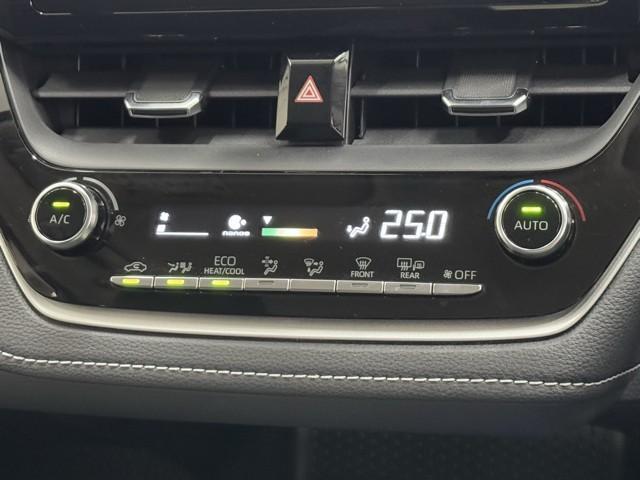 A/C
nanoe
25.0
AUTO
ECO
HEAT/COOL
FRONT
REAR
OFF